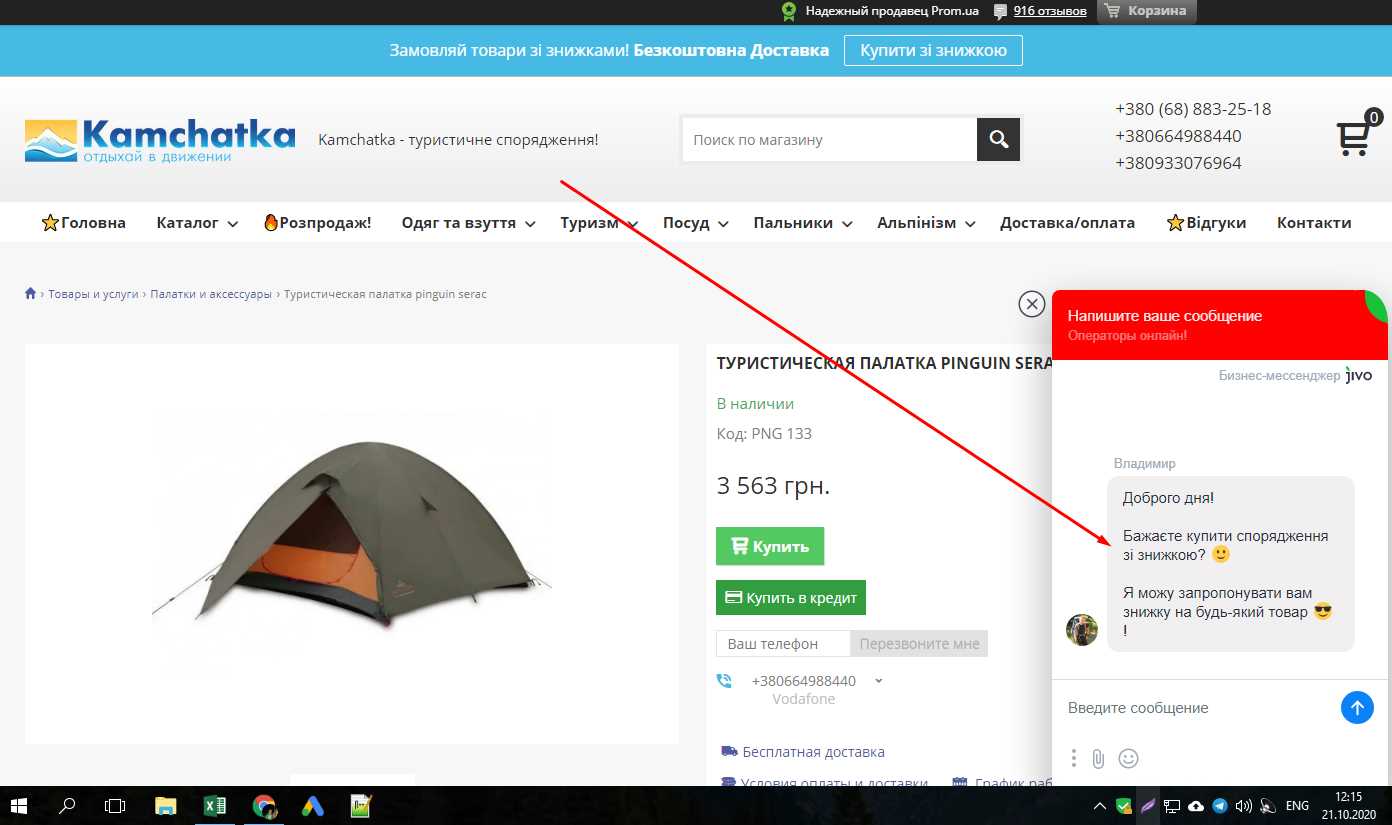 Надежный продавец Prom.ua 916 отзывов Корзина
Замовляй товари зі знижками! Безкоштовна Доставка Купити зі знижкою
Kamchatka
отдыхой в движении
Kamchatka - туристичне спорядження!
Поиск по магазину
+380 (68) 883-25-18
+380664988440
+380933076964
0
Головна Каталог Розпродаж! Одяг та взуття Туризм Посуд Пальники Альпінізм Доставка/оплата Відгуки Контакти
› Товары и услуги › Палатки и аксессуары › Туристическая палатка pinguin serac
ТУРИСТИЧЕСКАЯ ПАЛАТКА PINGUIN SERA
В наличии
Код: PNG 133
3 563 грн.
Купить
Купить в кредит
Ваш телефон Перезвоните мне
+380664988440
Vodafone
Бесплатная доставка
Условия оплаты и доставки График раб
Напишите ваше сообщение
Операторы онлайн!
Бизнес-мессенджер jivo
Владимир
Доброго дня!
Бажаєте купити спорядження
зі знижкою? 🙂
Я можу запропонувати вам
знижку на будь-який товар 😎
!
Введите сообщение
ENG
12:15
21.10.2020